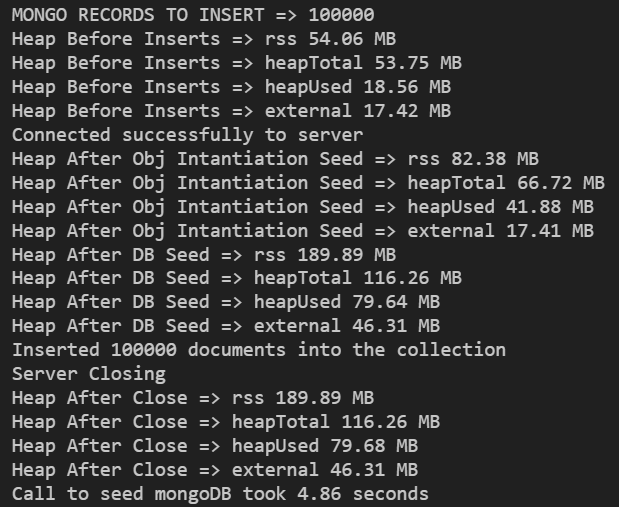 MONGO RECORDS TO INSERT => 100000
Heap Before Inserts => rss 54.06 MB
Heap Before Inserts => heapTotal 53.75 MB
Heap Before Inserts => heapUsed 18.56 MB
Heap Before Inserts => external 17.42 MB
Connected successfully to server
Heap After Obj Intantiation Seed => rss 82.38 MB
Heap After Obj Intantiation Seed => heapTotal 66.72 MB
Heap After Obj Intantiation Seed => heapUsed 41.88 MB
Heap After Obj Intantiation Seed => external 17.41 MB
Heap After DB Seed => rss 189.89 MB
Heap After DB Seed => heapTotal 116.26 MB
Heap After DB Seed => heapUsed 79.64 MB
Heap After DB Seed => external 46.31 MB
Inserted 100000 documents into the collection
Server Closing
Heap After Close => rss 189.89 MB
Heap After Close => heapTotal 116.26 MB
Heap After Close => heapUsed 79.68 MB
Heap After Close => external 46.31 MB
Call to seed mongoDB took 4.86 seconds